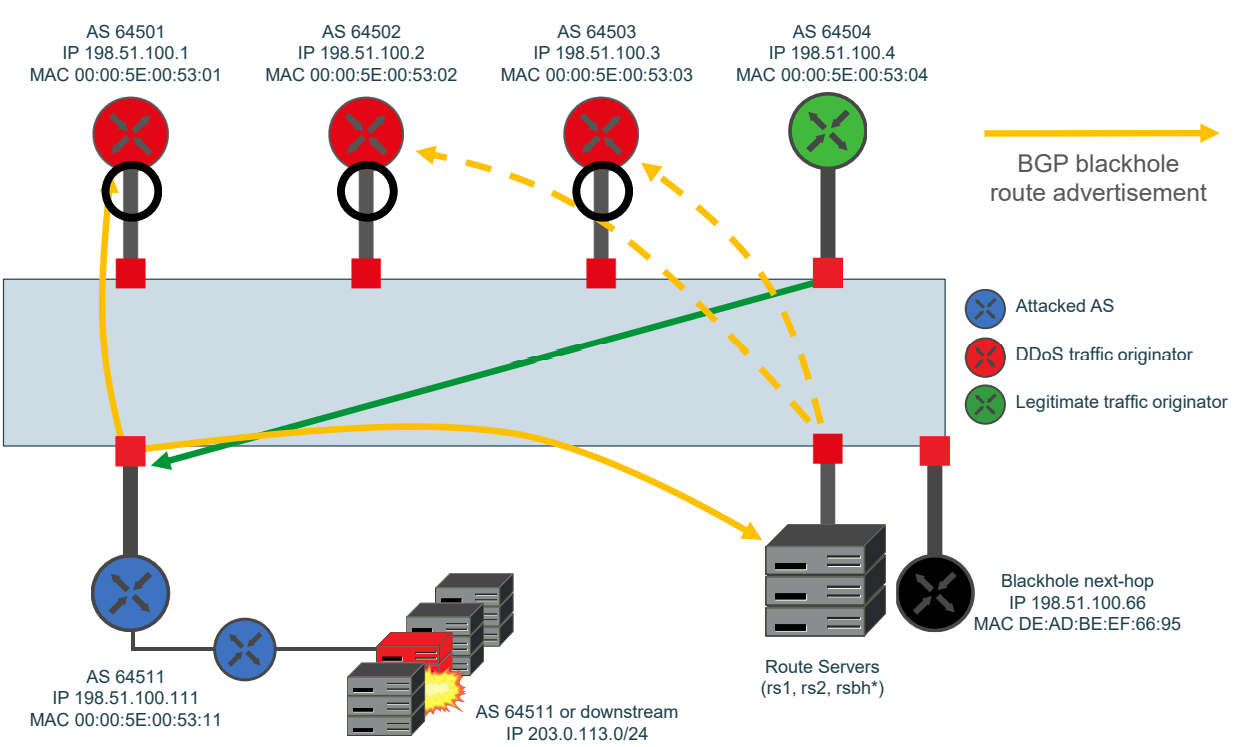 AS 64501
IP 198.51.100.1
MAC 00:00:5E:00:53:01
AS 64502
IP 198.51.100.2
MAC 00:00:5E:00:53:02
AS 64503
IP 198.51.100.3
MAC 00:00:5E:00:53:03
AS 64504
IP 198.51.100.4
MAC 00:00:5E:00:53:04
BGP blackhole
route advertisement
Attacked AS
DDoS traffic originator
Legitimate traffic originator
Blackhole next-hop
IP 198.51.100.66
MAC DE:AD:BE:EF:66:95
Route Servers
(rs1, rs2, rsbh*)
AS 64511
IP 198.51.100.111
MAC 00:00:5E:00:53:11
AS 64511 or downstream
IP 203.0.113.0/24